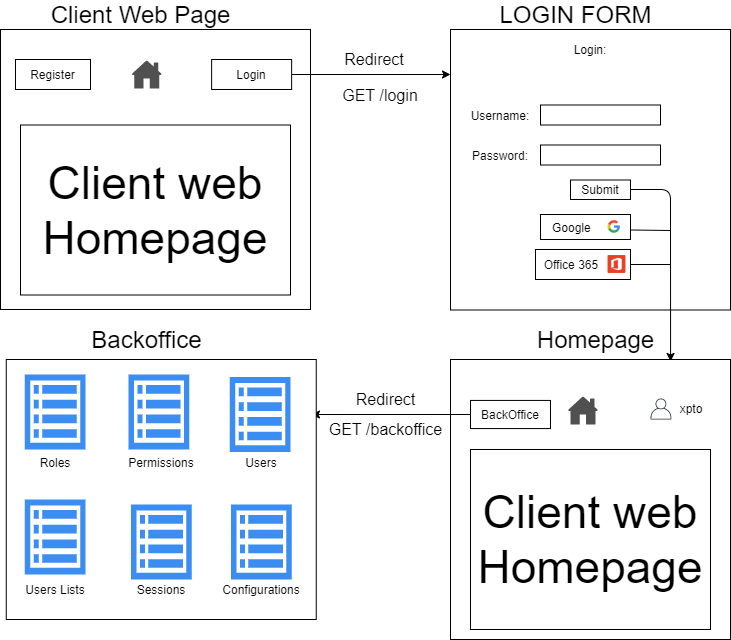 Client Web Page
LOGIN FORM
Register
Login
Redirect
GET /login
Login:
Username:
Password:
Submit
Google
Office 365
Client web
Homepage
Backoffice
Homepage
Roles
Permissions
Users
Users Lists
Sessions
Configurations
Redirect
GET /backoffice
BackOffice
xpto
Client web
Homepage